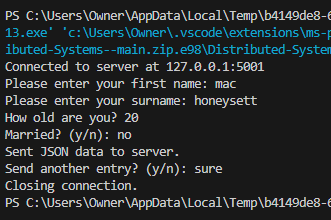 PS C:\Users\Owner\AppData\Local\Temp\b4149de8-6
13.exe' 'c:\Users\Owner\.vscode\extensions\ms-p
ibuted-Systems--main.zip.e98\Distributed-System
Connected to server at 127.0.0.1:5001
Please enter your first name: mac
Please enter your surname: honeysett
How old are you? 20
Married? (y/n): no
Sent JSON data to server.
Send another entry? (y/n): sure
Closing connection.
PS C:\Users\Owner\AppData\Local\Temp\b4149de8-6